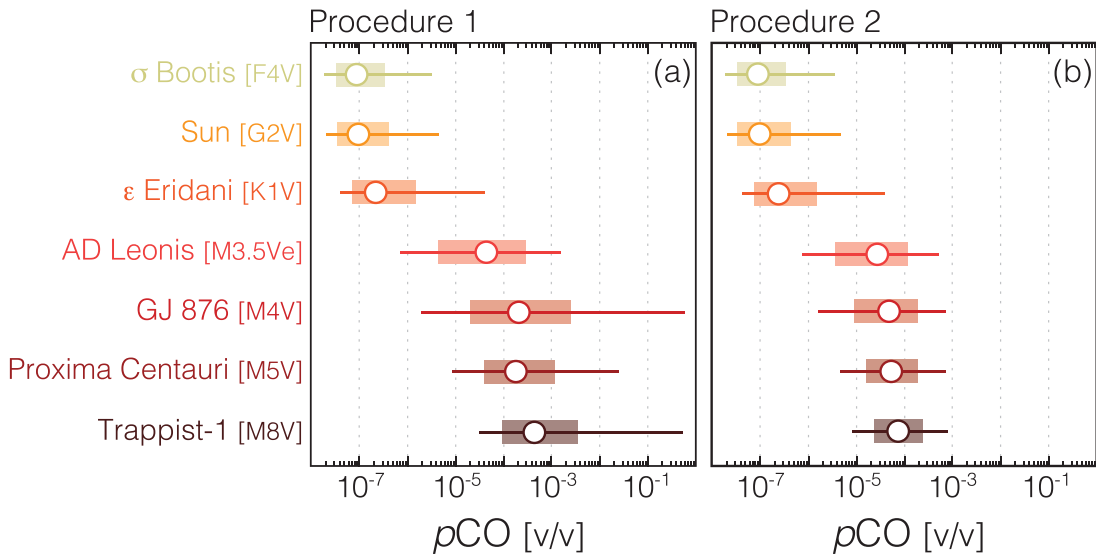 Procedure 1
Procedure 2
(a)
(b)
σ Bootis [F4V]
Sun [G2V]
ε Eridani [K1V]
AD Leonis [M3.5Ve]
GJ 876 [M4V]
Proxima Centauri [M5V]
Trappist-1 [M8V]
10⁻⁷ 10⁻⁵ 10⁻³ 10⁻¹
10⁻⁷ 10⁻⁵ 10⁻³ 10⁻¹
pCO [v/v]
pCO [v/v]